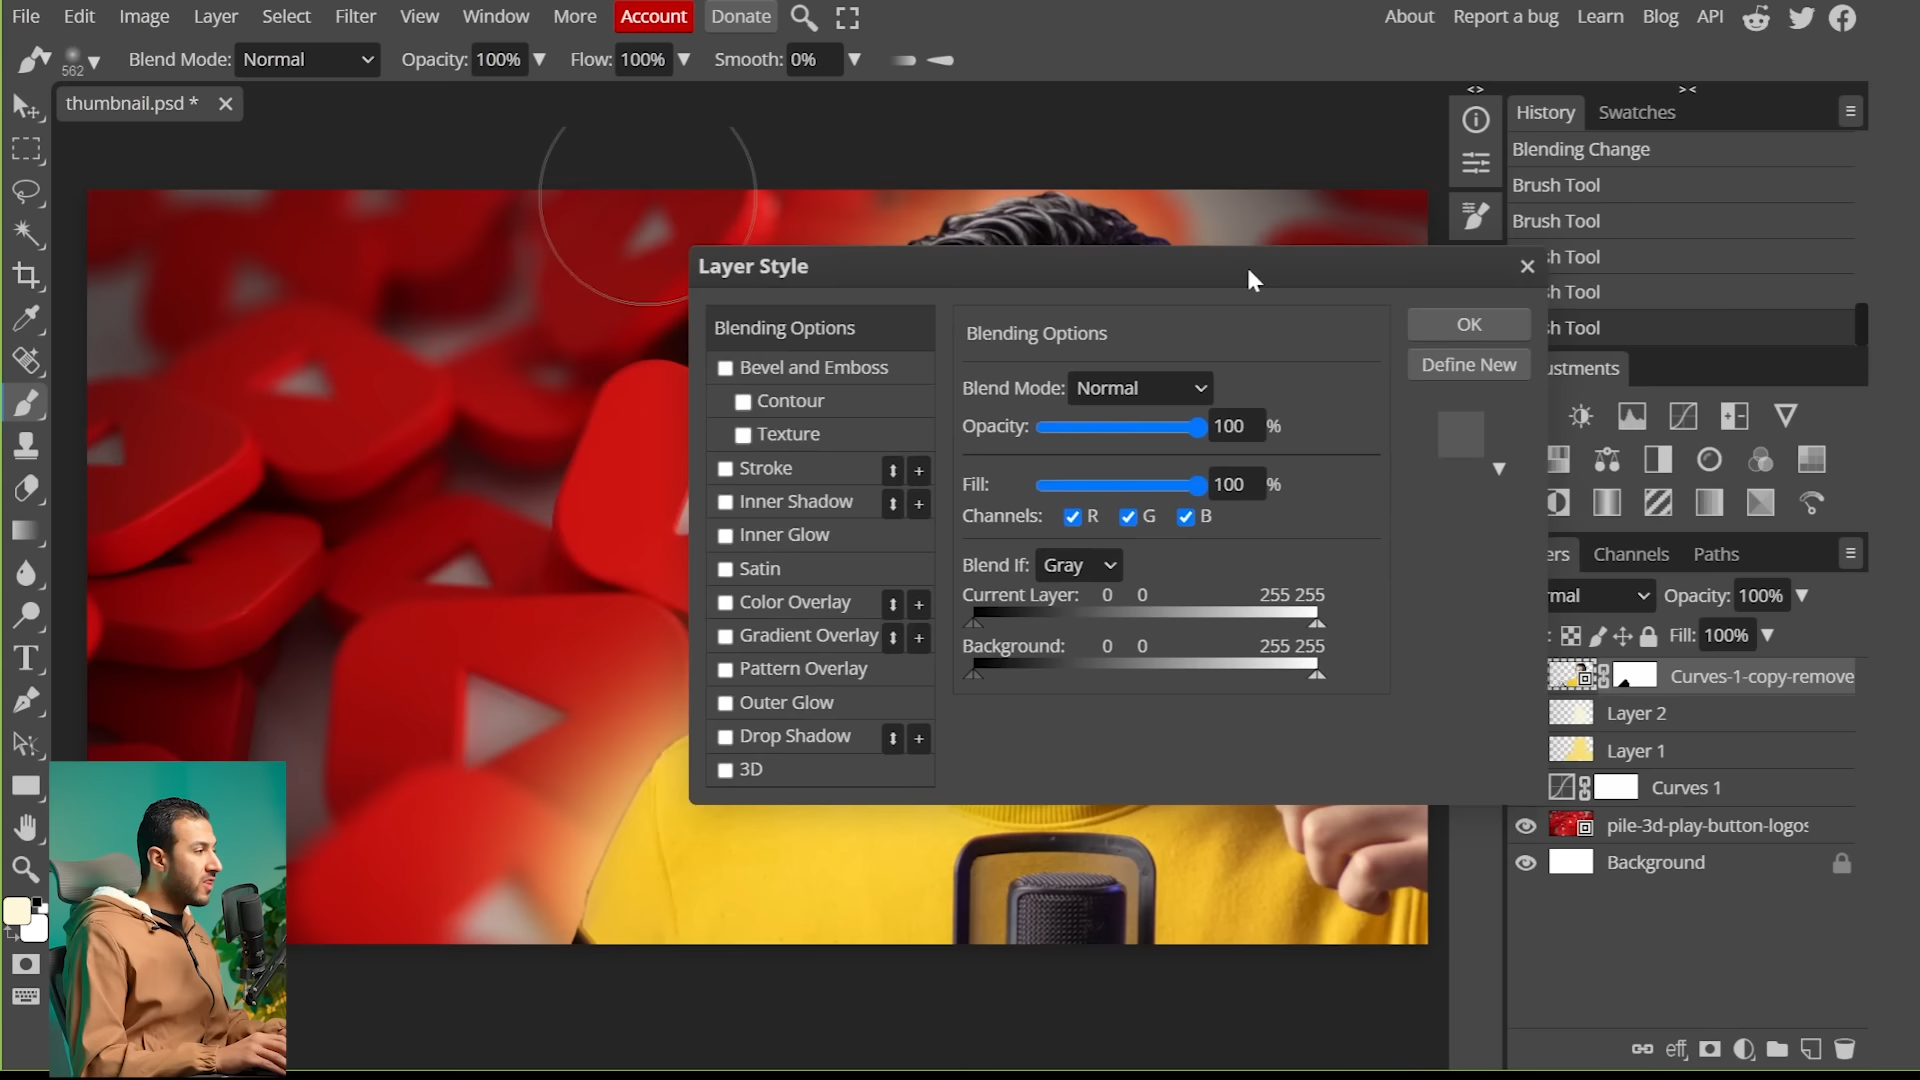 File Edit Image Layer Select Filter View Window More Account Donate About Report a bug Learn Blog API
562 Blend Mode: Normal Opacity: 100% Flow: 100% Smooth: 0%
thumbnail.psd *
History Swatches
Blending Change
Brush Tool
Brush Tool
sh Tool
sh Tool
sh Tool
Layer Style
Blending Options
Bevel and Emboss
Contour
Texture
Stroke
Inner Shadow
Inner Glow
Satin
Color Overlay
Gradient Overlay
Pattern Overlay
Outer Glow
Drop Shadow
3D
Blending Options
Blend Mode: Normal
Opacity: 100 %
Fill: 100 %
Channels: R G B
Blend If: Gray
Current Layer: 0 0 255 255
Background: 0 0 255 255
OK
Define New
ustments
ers Channels Paths
rmal Opacity: 100%
: Fill: 100%
Curves-1-copy-remove
Layer 2
Layer 1
Curves 1
pile-3d-play-button-logos
Background
eff